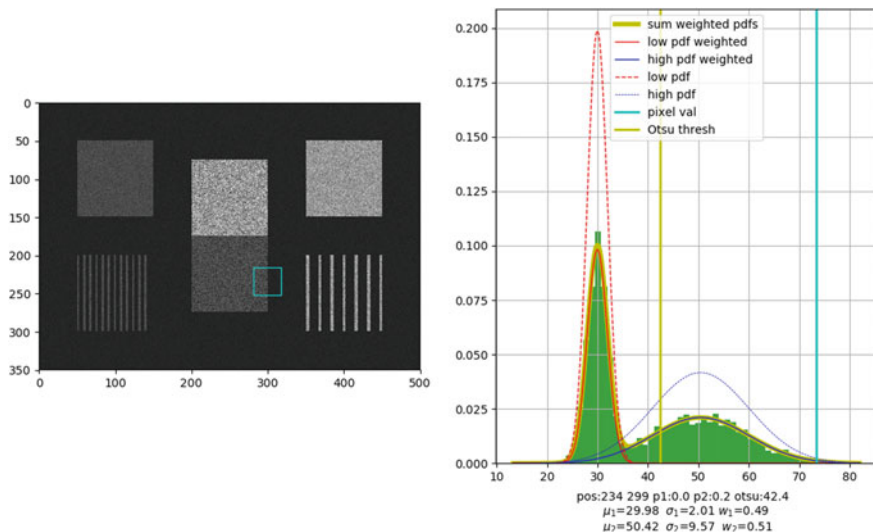 0
50
100
150
200
250
300
350
0 100 200 300 400 500
0.200
0.175
0.150
0.125
0.100
0.075
0.050
0.025
0.000
sum weighted pdfs
low pdf weighted
high pdf weighted
low pdf
high pdf
pixel val
Otsu thresh
10 20 30 40 50 60 70 80
pos:234 299 p1:0.0 p2:0.2 otsu:42.4
μ₁=29.98 σ₁=2.01 w₁=0.49
μ₂=50.42 σ₂=9.57 w₂=0.51